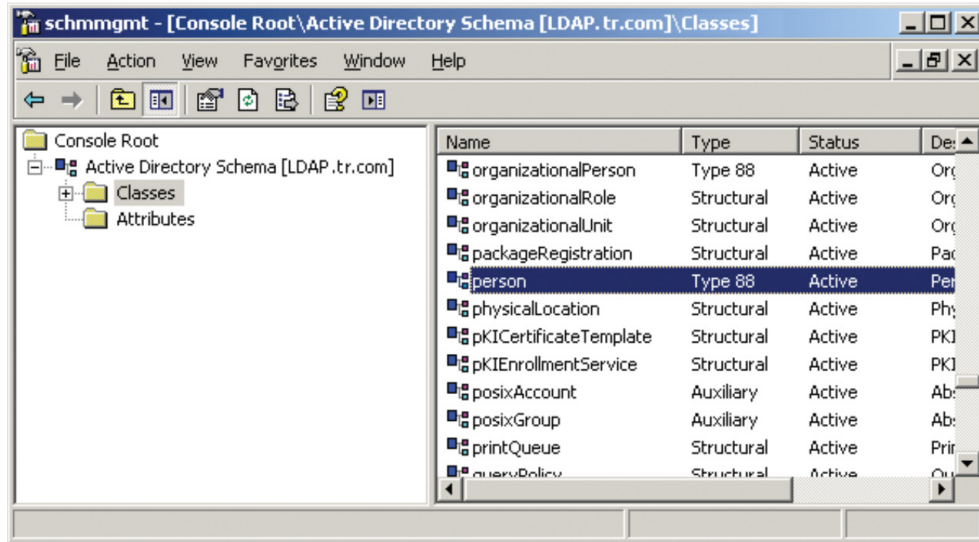 schmmgmt - [Console Root\Active Directory Schema [LDAP.tr.com]\Classes]
File Action View Favorites Window Help
Console Root
Active Directory Schema [LDAP.tr.com]
Classes
Attributes
Name Type Status
organizationalPerson Type 88 Active
organizationalRole Structural Active
organizationalUnit Structural Active
packageRegistration Structural Active
person Type 88 Active
physicalLocation Structural Active
pKICertificateTemplate Structural Active
pKIEnrollmentService Structural Active
posixAccount Auxiliary Active
posixGroup Auxiliary Active
printQueue Structural Active
queryPolicy Structural Active